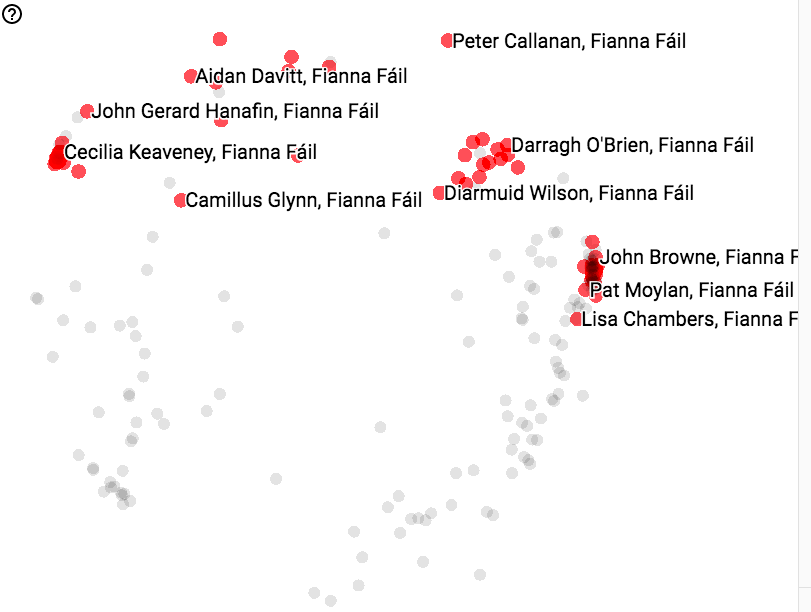 ?
Peter Callanan, Fianna Fáil
Aidan Davitt, Fianna Fáil
John Gerard Hanafin, Fianna Fáil
Darragh O'Brien, Fianna Fáil
Cecilia Keaveney, Fianna Fáil
Diarmuid Wilson, Fianna Fáil
Camillus Glynn, Fianna Fáil
John Browne, Fianna F
Pat Moylan, Fianna Fáil
Lisa Chambers, Fianna F